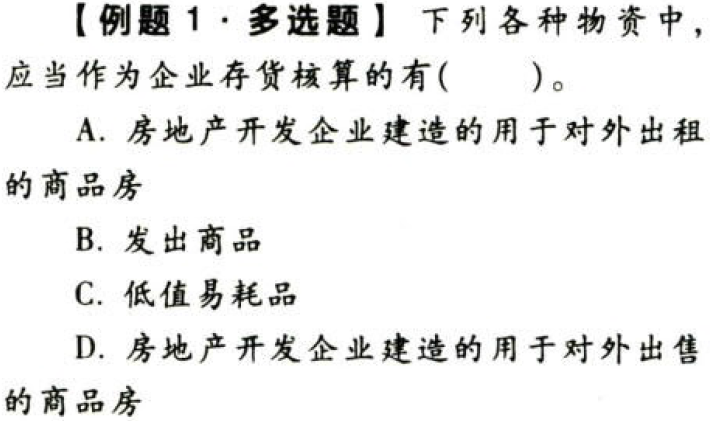 【例题 1·多选题】 下列各种物资中，
应当作为企业存货核算的有(　　)。
A. 房地产开发企业建造的用于对外出租
的商品房
B. 发出商品
C. 低值易耗品
D. 房地产开发企业建造的用于对外出售
的商品房